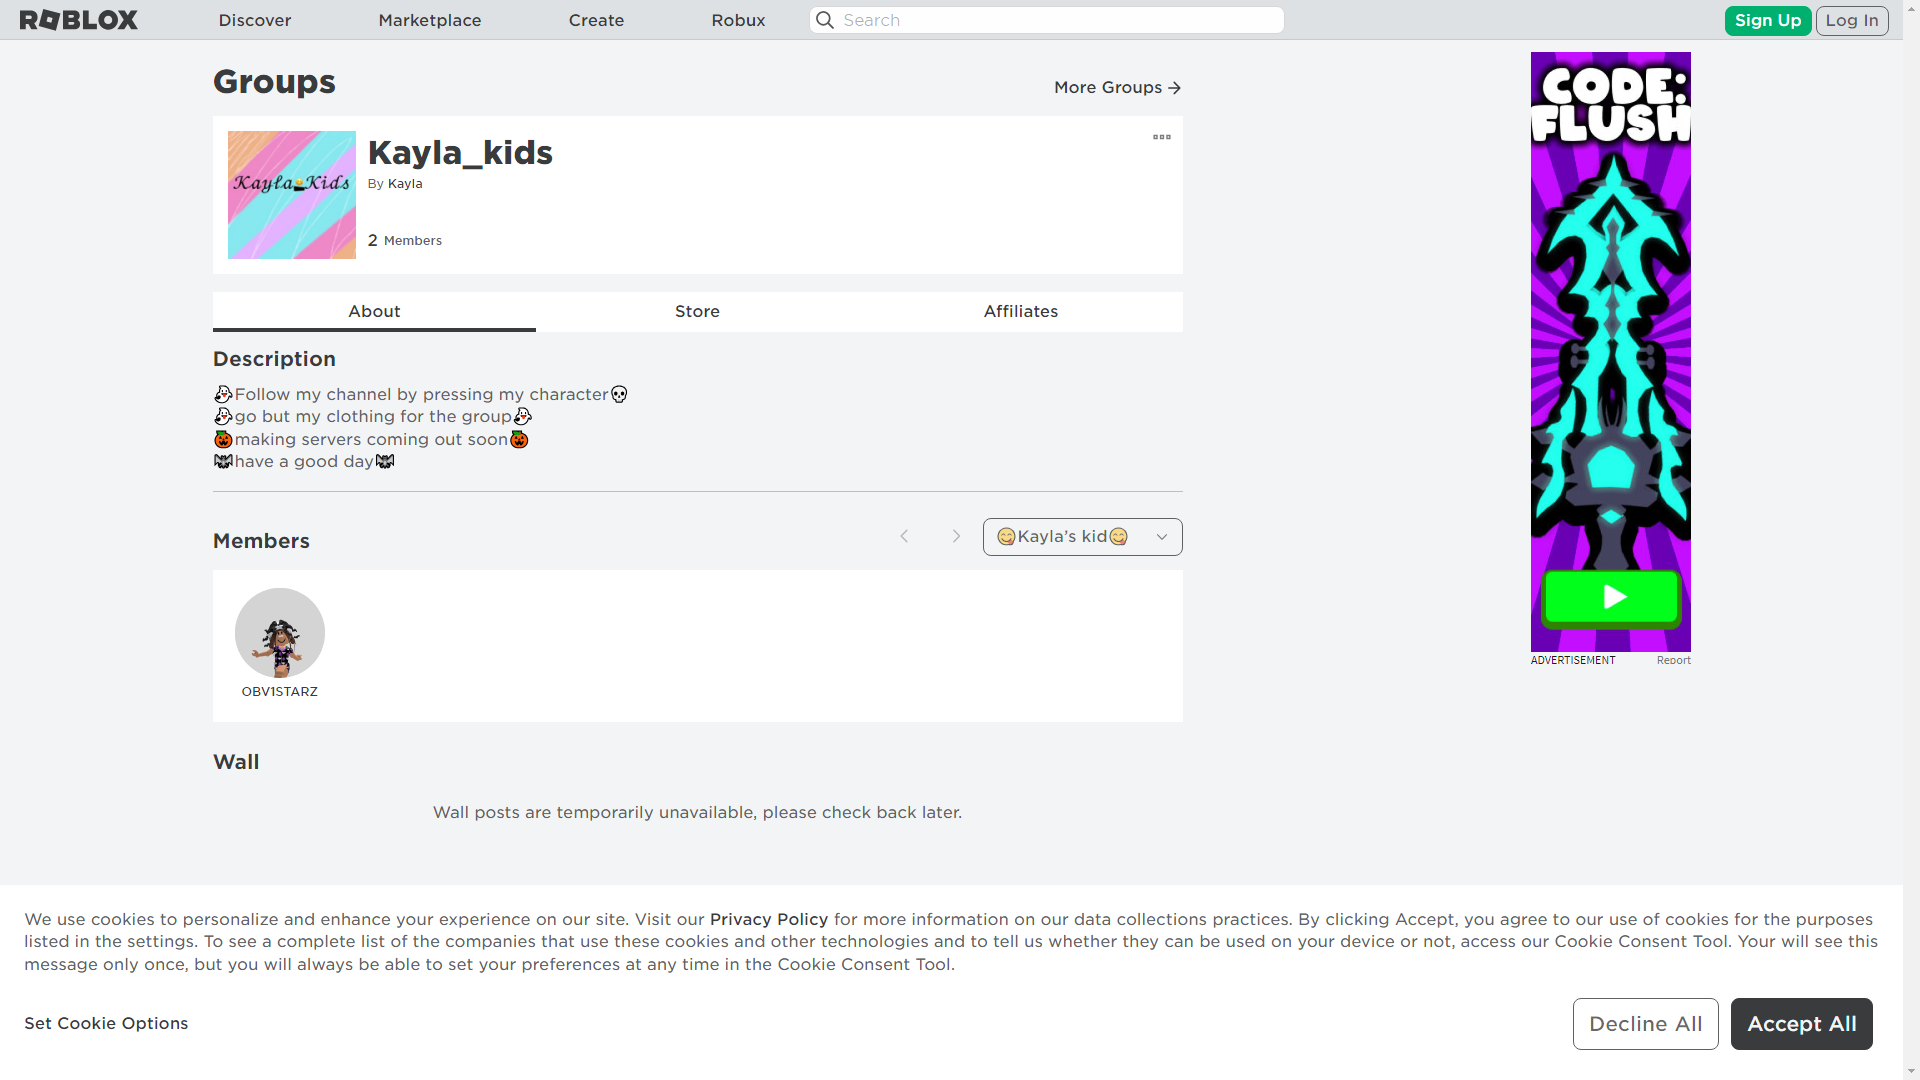 ROBLOX
Discover
Marketplace
Create
Robux
Search
Sign Up
Log In
Groups
More Groups
Kayla_Kids
Kayla_kids
By Kayla
2 Members
About
Store
Affiliates
Description
👻Follow my channel by pressing my character💀
👻go but my clothing for the group👻
🎃making servers coming out soon🎃
🦇have a good day🦇
Members
😋Kayla’s kid😋
OBV1STARZ
Wall
Wall posts are temporarily unavailable, please check back later.
CODE:
FLUSH
ADVERTISEMENT
Report
We use cookies to personalize and enhance your experience on our site. Visit our Privacy Policy for more information on our data collections practices. By clicking Accept, you agree to our use of cookies for the purposes
listed in the settings. To see a complete list of the companies that use these cookies and other technologies and to tell us whether they can be used on your device or not, access our Cookie Consent Tool. Your will see this
message only once, but you will always be able to set your preferences at any time in the Cookie Consent Tool.
Set Cookie Options
Decline All
Accept All